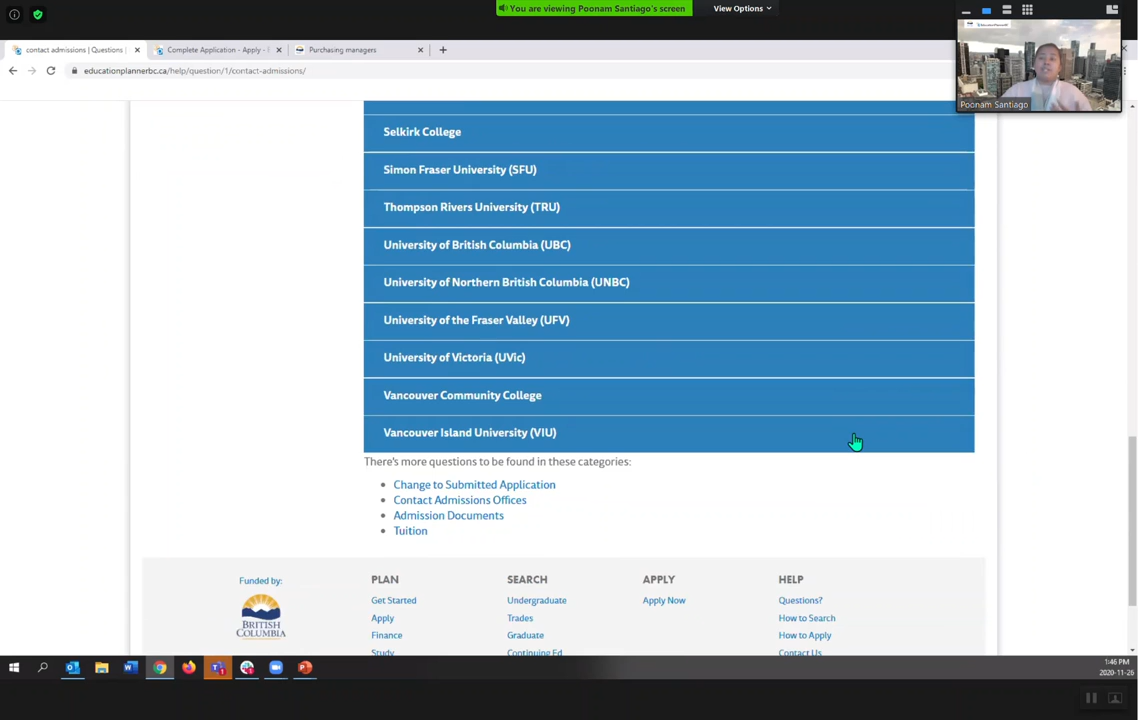 You are viewing Poonam Santiago's screen
View Options
contact admissions | Questions
Complete Application - Apply -
Purchasing managers
educationplannerbc.ca/help/question/1/contact-admissions/
Poonam Santiago
Selkirk College
Simon Fraser University (SFU)
Thompson Rivers University (TRU)
University of British Columbia (UBC)
University of Northern British Columbia (UNBC)
University of the Fraser Valley (UFV)
University of Victoria (UVic)
Vancouver Community College
Vancouver Island University (VIU)
There's more questions to be found in these categories:
Change to Submitted Application
Contact Admissions Offices
Admission Documents
Tuition
Funded by:
BRITISH
COLUMBIA
PLAN
Get Started
Apply
Finance
Study
SEARCH
Undergraduate
Trades
Graduate
Continuing Ed
APPLY
Apply Now
HELP
Questions?
How to Search
How to Apply
Contact Us
1:46 PM
2020-11-26